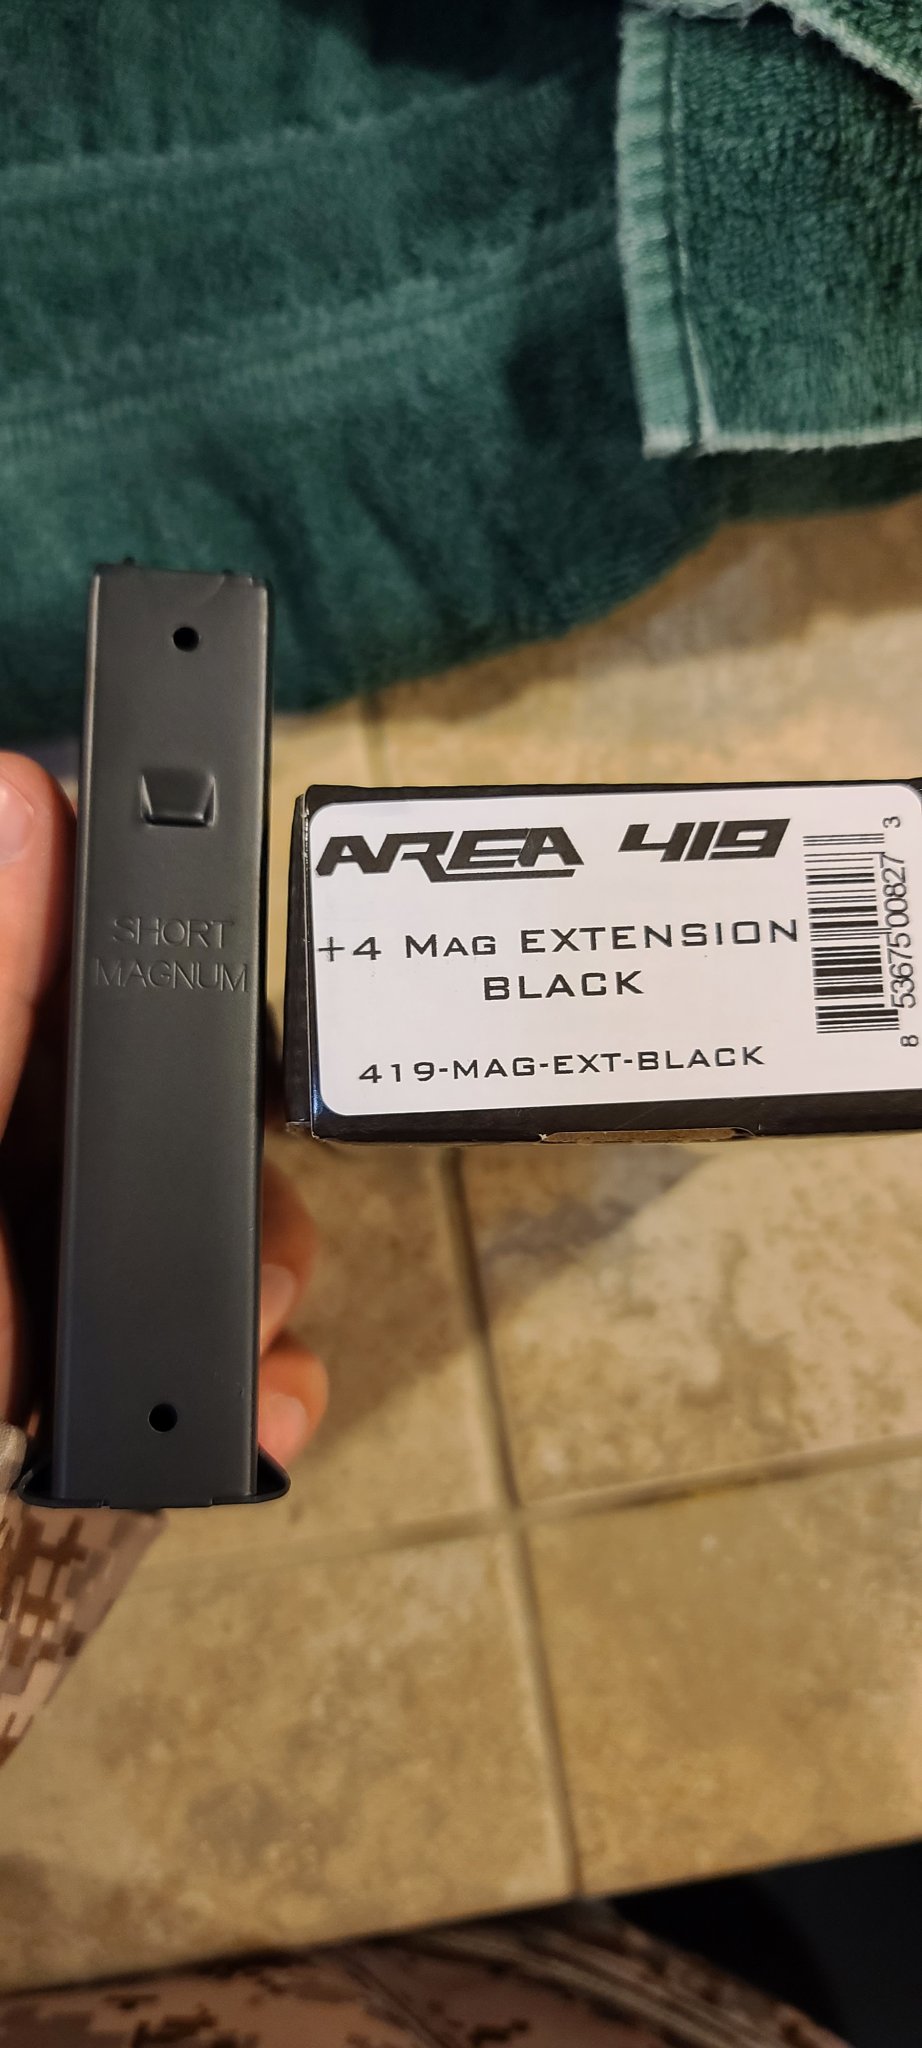 SHORT
MAGNUM
AREA 419
+4 MAG EXTENSION
BLACK
419-MAG-EXT-BLACK
8 53675 00827 3